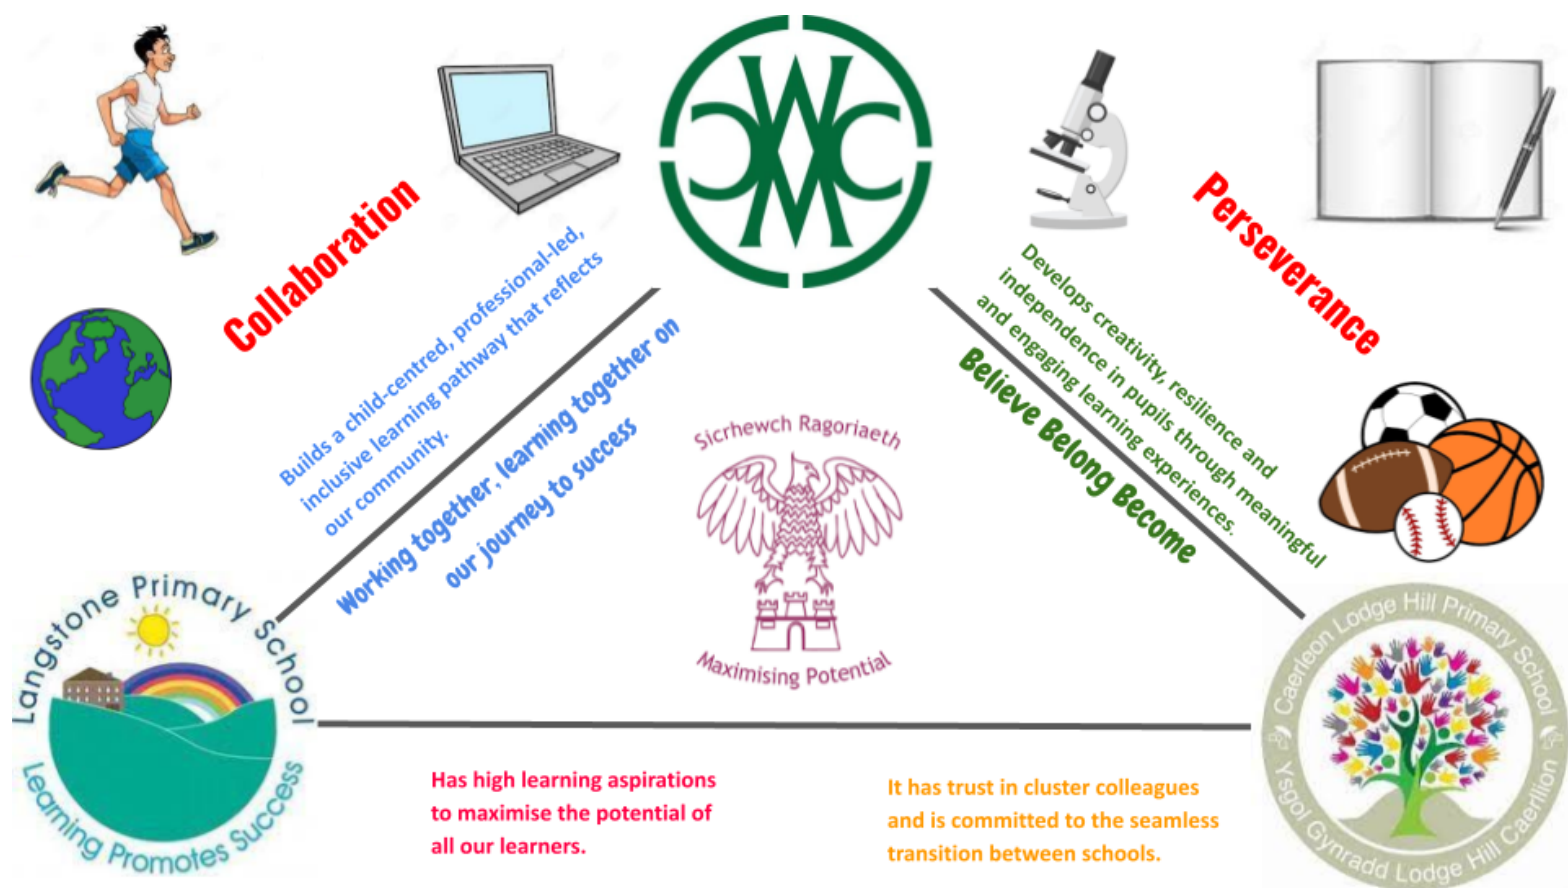 Collaboration
Builds a child-centred, professional-led,
inclusive learning pathway that reflects
our community.
Working together, learning together on
our journey to success
CWC
Perseverance
Develops creativity, resilience and
independence in pupils through meaningful
and engaging learning experiences.
Believe Belong Become
Sicrhewch Ragoriaeth
Maximising Potential
Langstone Primary School
Learning Promotes Success
Caerleon Lodge Hill Primary School
Ysgol Gynradd Lodge Hill Caerllion
Has high learning aspirations
to maximise the potential of
all our learners.
It has trust in cluster colleagues
and is committed to the seamless
transition between schools.